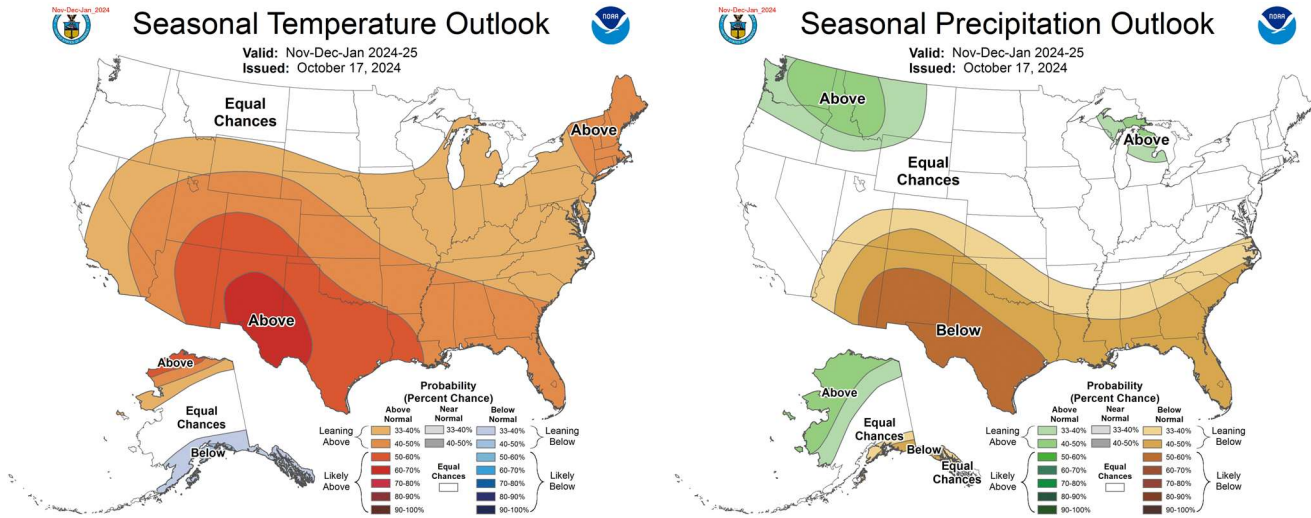 Nov-Dec-Jan_2024
Seasonal Temperature Outlook
NOAA
Valid: Nov-Dec-Jan 2024-25
Issued: October 17, 2024
Equal
Chances
Above
Above
Above
Equal
Chances
Below
Probability
(Percent Chance)
Above
Normal
Near
Normal
Below
Normal
Leaning
Above
33-40%
33-40%
33-40%
Leaning
Below
40-50%
40-50%
40-50%
Likely
Above
50-60%
50-60%
Likely
Below
60-70%
60-70%
Equal
Chances
70-80%
70-80%
80-90%
80-90%
90-100%
90-100%
Nov-Dec-Jan_2024
Seasonal Precipitation Outlook
NOAA
Valid: Nov-Dec-Jan 2024-25
Issued: October 17, 2024
Above
Above
Equal
Chances
Below
Above
Equal
Chances
Below
Equal
Chances
Probability
(Percent Chance)
Above
Normal
Near
Normal
Below
Normal
Leaning
Above
33-40%
33-40%
33-40%
Leaning
Below
40-50%
40-50%
40-50%
Likely
Above
50-60%
50-60%
Likely
Below
60-70%
60-70%
Equal
Chances
70-80%
70-80%
80-90%
80-90%
90-100%
90-100%